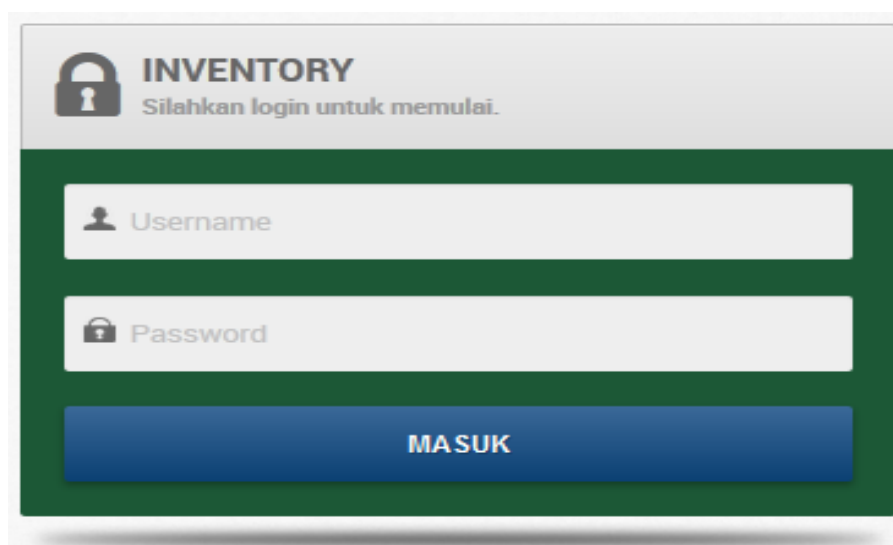 INVENTORY
Silahkan login untuk memulai.
Username
Password
MASUK